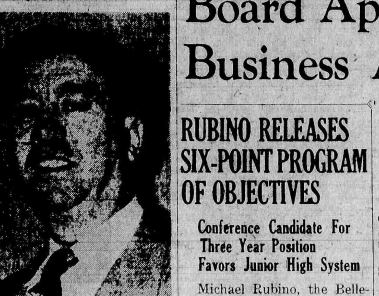 Board Ap
Business
RUBINO RELEASES
SIX-POINT PROGRAM
OF OBJECTIVES
Conference Candidate For
Three Year Position
Favors Junior High System
Michael Rubino, the Belle-